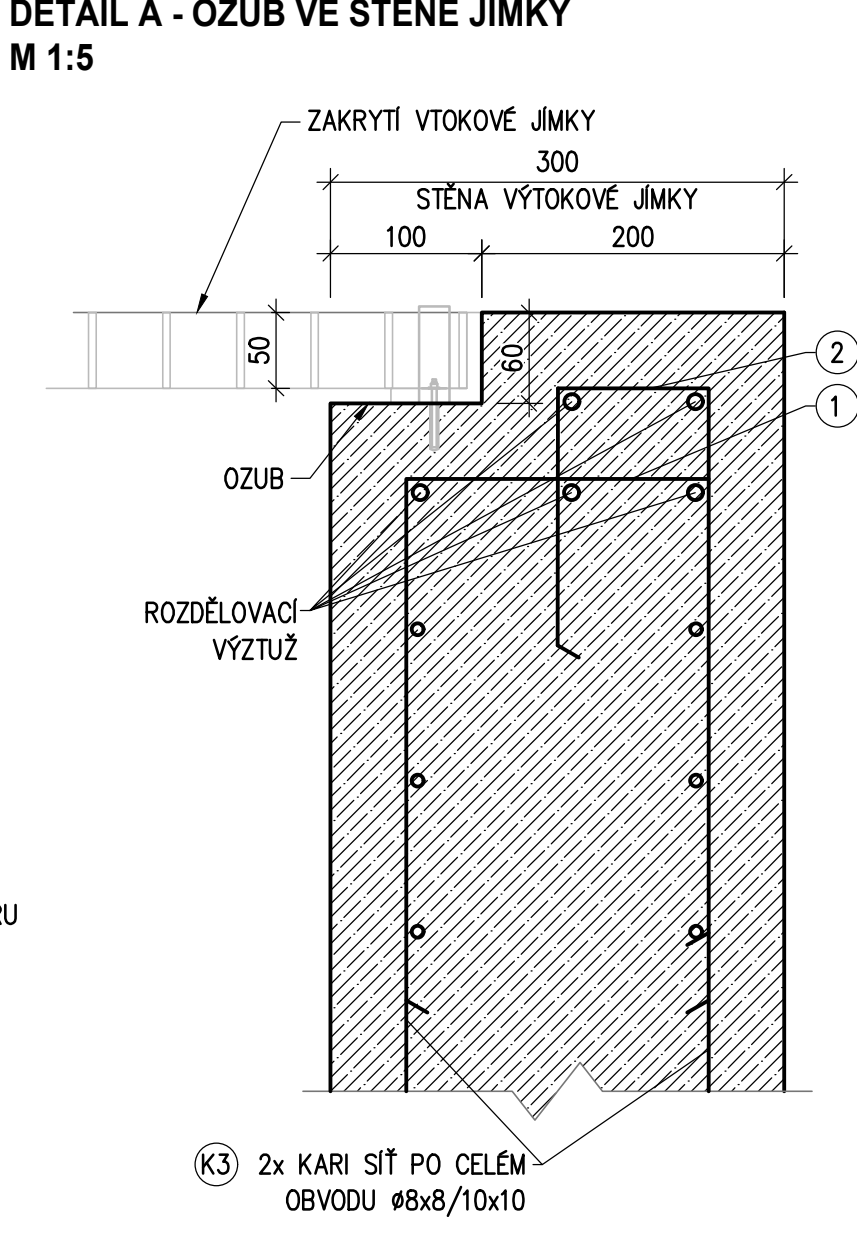 DETAIL A - OZUB VE STĚNĚ JÍMKY
M 1:5
ZAKRYTÍ VTOKOVÉ JÍMKY
300
STĚNA VÝTOKOVÉ JÍMKY
100
200
50
60
2
1
OZUB
ROZDĚLOVACÍ
VÝZTUŽ
RU
K3 2x KARI SÍŤ PO CELÉM
OBVODU ø8x8/10x10